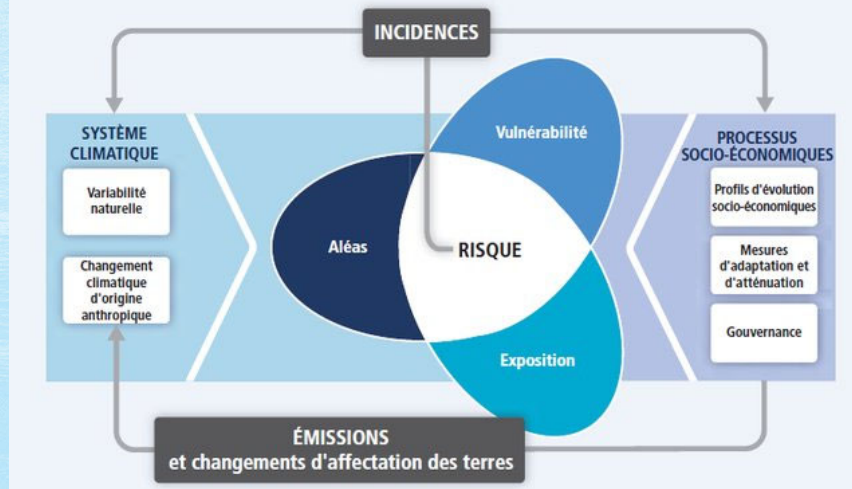 INCIDENCES
SYSTÈME
CLIMATIQUE
Variabilité
naturelle
Changement
climatique
d'origine
anthropique
Vulnérabilité
Aléas
RISQUE
Exposition
PROCESSUS
SOCIO-ÉCONOMIQUES
Profils d'évolution
socio-économiques
Mesures
d'adaptation et
d'atténuation
Gouvernance
ÉMISSIONS
et changements d'affectation des terres